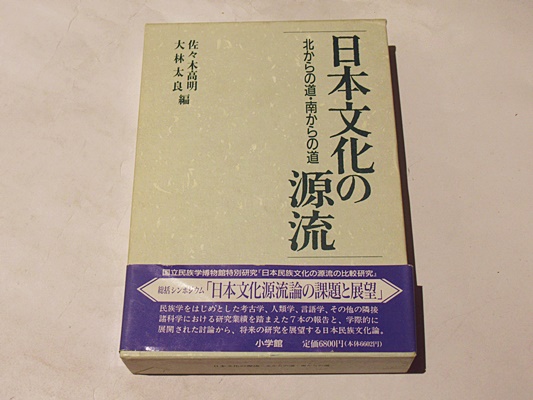 日本文化の源流
北からの道・南からの道
佐々木高明
大林太良 編
国立民族学博物館特別研究「日本民族文化の源流の比較研究」
総括シンポジウム「日本文化源流論の課題と展望」
民族学をはじめとした考古学、人類学、言語学、その他の隣接
諸科学における研究業績を踏まえた7本の報告と、学際的に
展開された討論から、将来の研究を展望する日本民族文化論。
小学館 定価6800円(本体6602円)